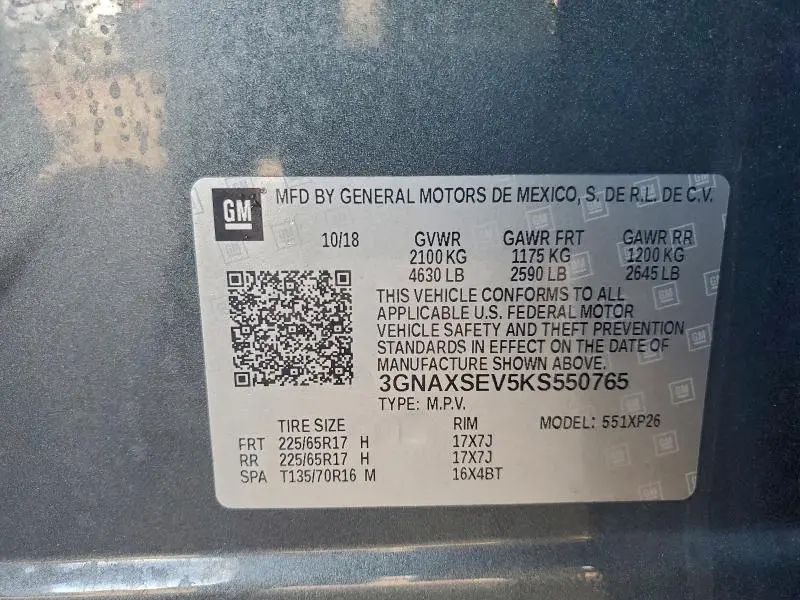 GM
MFD BY GENERAL MOTORS DE MEXICO, S. DE R.L. DE C.V.
10/18 GVWR GAWR FRT GAWR RR
2100 KG 1175 KG 1200 KG
4630 LB 2590 LB 2645 LB
THIS VEHICLE CONFORMS TO ALL
APPLICABLE U.S. FEDERAL MOTOR
VEHICLE SAFETY AND THEFT PREVENTION
STANDARDS IN EFFECT ON THE DATE OF
MANUFACTURE SHOWN ABOVE.
3GNAXSEV5KS550765
TYPE: M.P.V.
TIRE SIZE RIM MODEL: 551XP26
FRT 225/65R17 H 17X7J
RR 225/65R17 H 17X7J
SPA T135/70R16 M 16X4BT